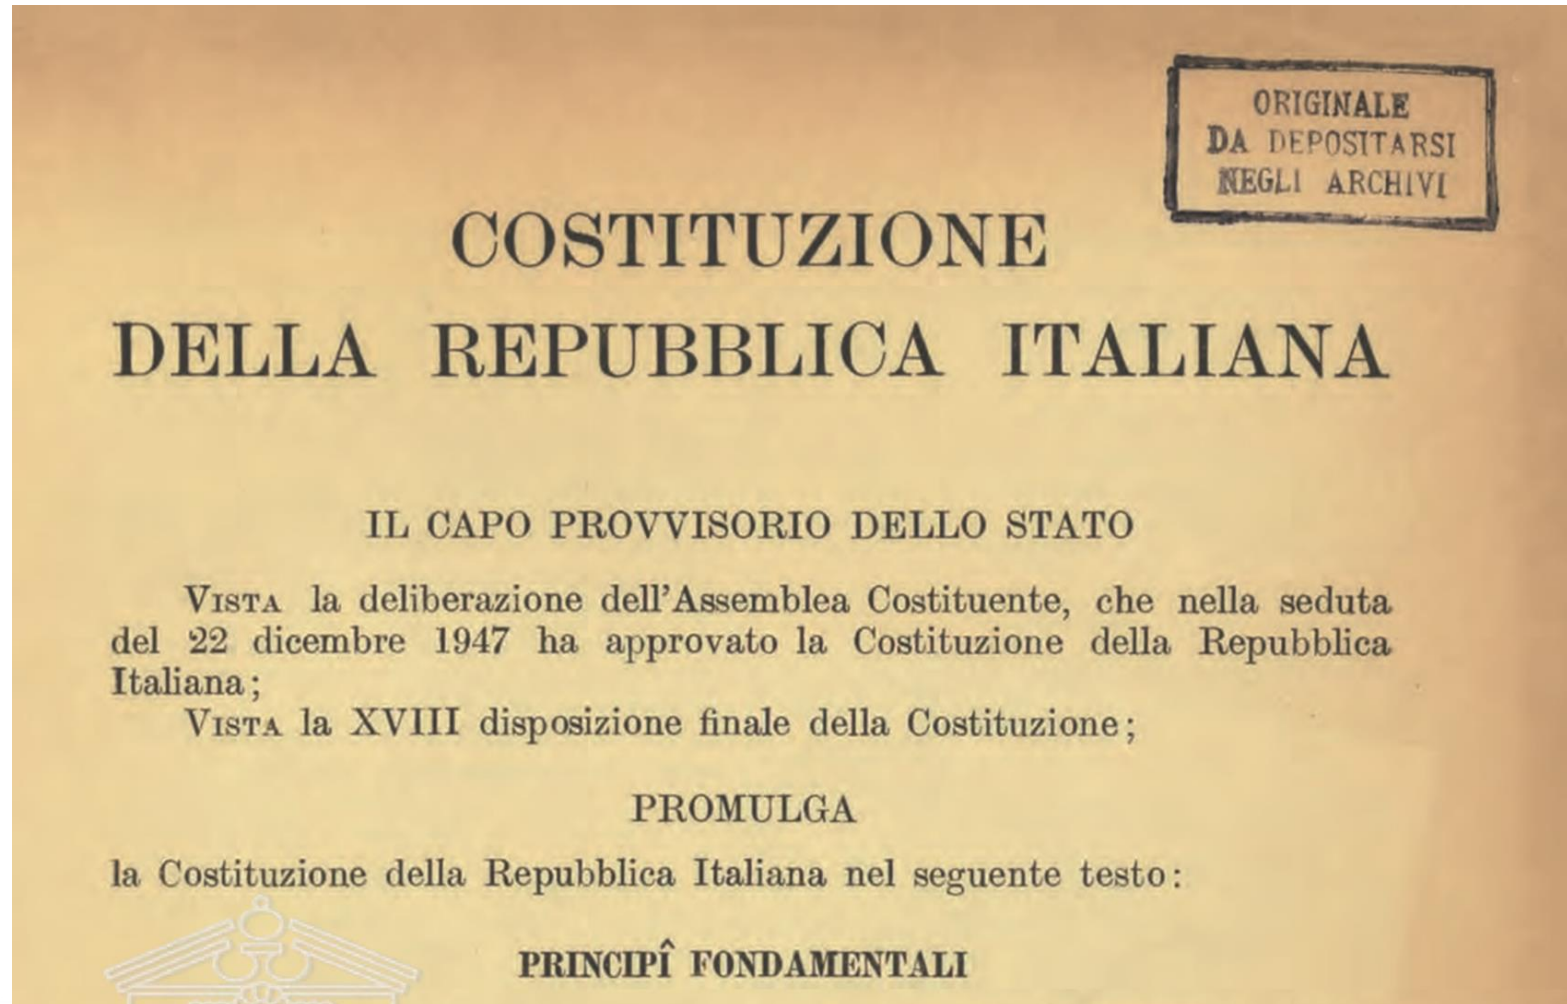 ORIGINALE
DA DEPOSITARSI
NEGLI ARCHIVI
COSTITUZIONE
DELLA REPUBBLICA ITALIANA
IL CAPO PROVVISORIO DELLO STATO
VISTA la deliberazione dell'Assemblea Costituente, che nella seduta
del 22 dicembre 1947 ha approvato la Costituzione della Repubblica
Italiana;
VISTA la XVIII disposizione finale della Costituzione;
PROMULGA
la Costituzione della Repubblica Italiana nel seguente testo:
PRINCIPÎ FONDAMENTALI